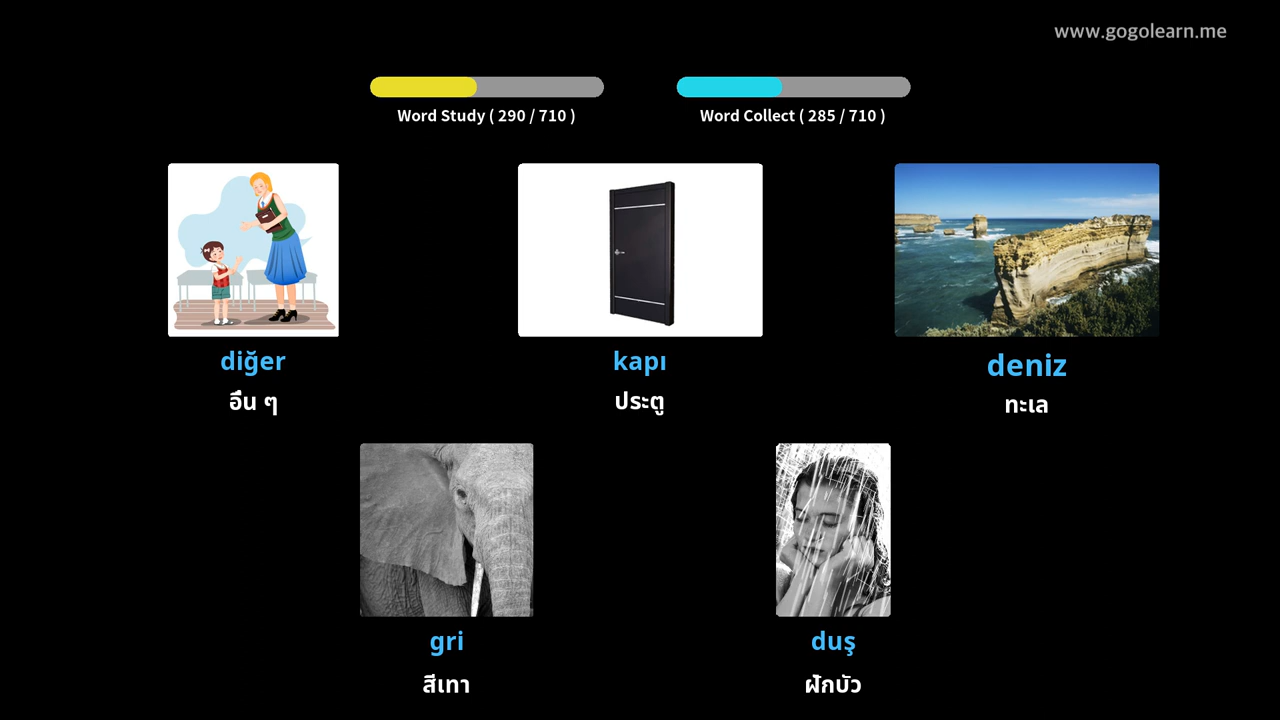 www.gogolearn.me
Word Study ( 290 / 710 )
Word Collect ( 285 / 710 )
diğer
อื่น ๆ
kapı
ประตู
deniz
ทะเล
gri
สีเทา
duş
ฝักบัว